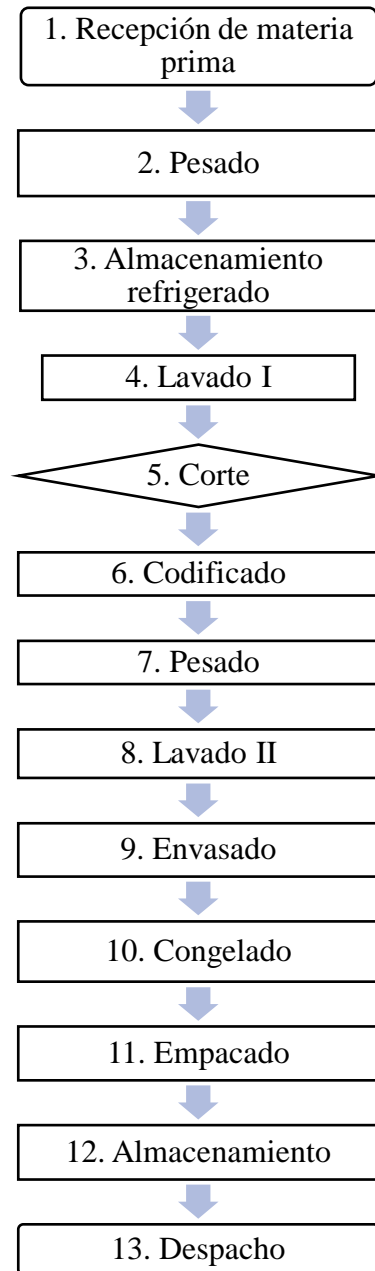 1. Recepción de materia
prima
2. Pesado
3. Almacenamiento
refrigerado
4. Lavado I
5. Corte
6. Codificado
7. Pesado
8. Lavado II
9. Envasado
10. Congelado
11. Empacado
12. Almacenamiento
13. Despacho